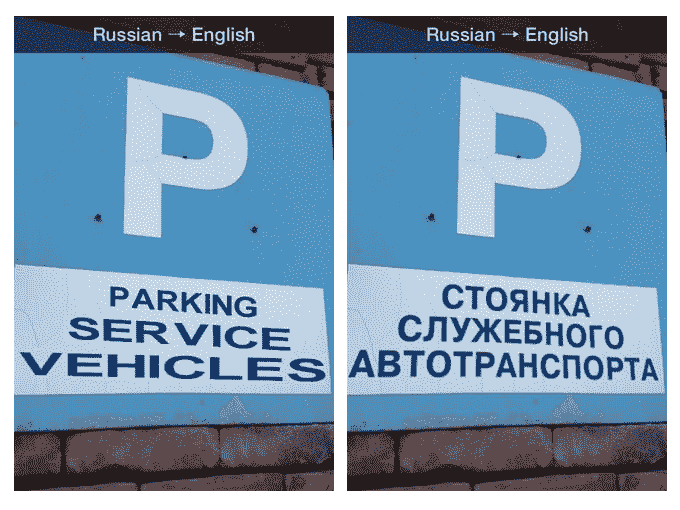 Russian → English
P
PARKING
SERVICE
VEHICLES
Russian → English
P
СТОЯНКА
СЛУЖЕБНОГО
АВТОТРАНСПОРТА